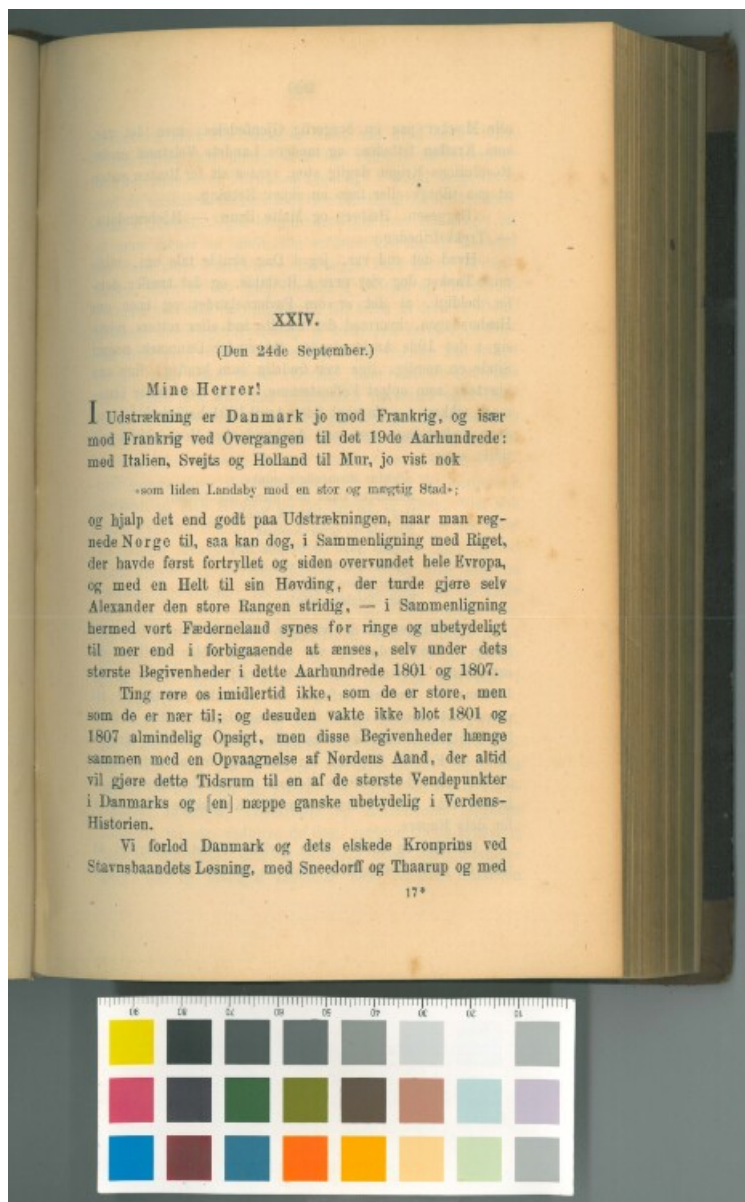 XXIV.
(Den 24de September.)
Mine Herrer!
I Udstrækning er Danmark jo mod Frankrig, og især
mod Frankrig ved Overgangen til det 19de Aarhundrede:
med Italien, Svejts og Holland til Mur, jo vist nok
»som liden Landsby mod en stor og mægtig Stad«;
og hjalp det end godt paa Udstrækningen, naar man reg-
nede Norge til, saa kan dog, i Sammenligning med Riget,
der havde først fortryllet og siden overvundet hele Evropa,
og med en Helt til sin Høvding, der turde gjøre selv
Alexander den store Rangen stridig, — i Sammenligning
hermed vort Fæderneland synes for ringe og ubetydeligt
til mer end i forbigaaende at ænses, selv under dets
største Begivenheder i dette Aarhundrede 1801 og 1807.
Ting røre os imidlertid ikke, som de er store, men
som de er nær til; og desuden vakte ikke blot 1801 og
1807 almindelig Opsigt, men disse Begivenheder hænge
sammen med en Opvaagnelse af Nordens Aand, der altid
vil gjøre dette Tidsrum til en af de største Vendepunkter
i Danmarks og [en] næppe ganske ubetydelig i Verdens-
Historien.
Vi forlod Danmark og dets elskede Kronprins ved
Stavnsbaandets Løsning, med Sneedorff og Thaarup og med
17*
90 80 70 60 50 40 30 20 10